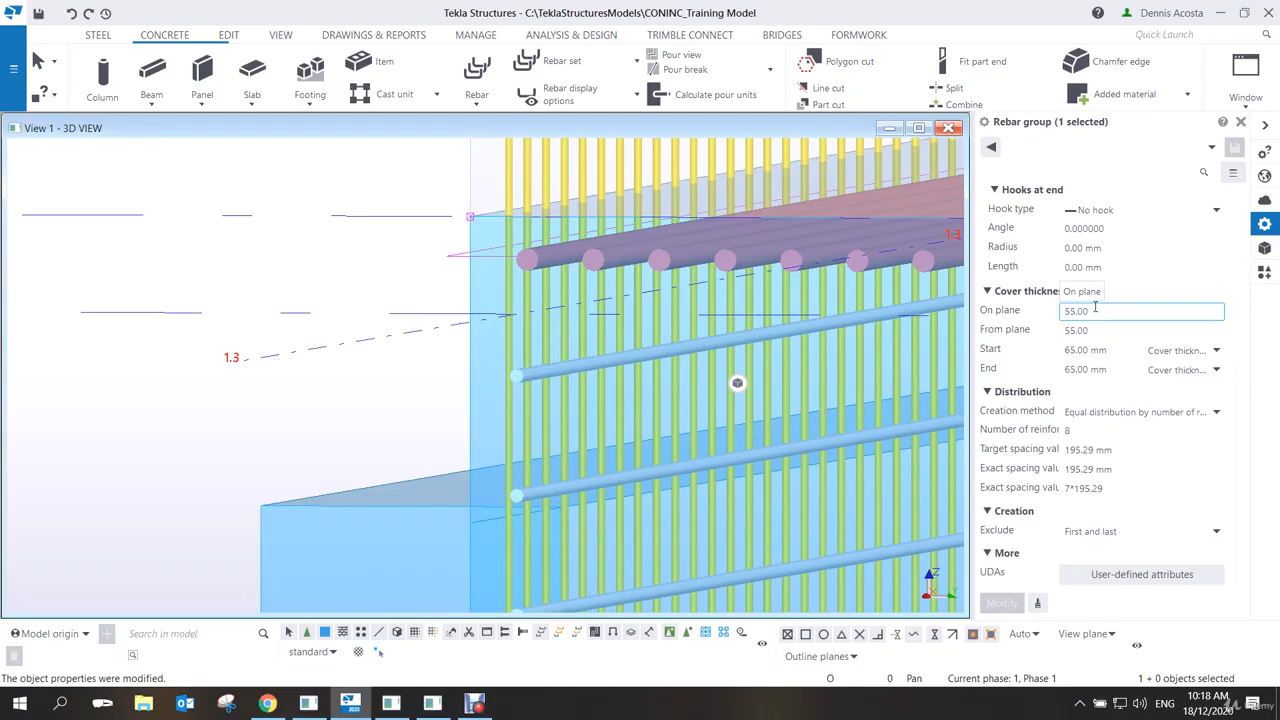 Tekla Structures - C:\TeklaStructuresModels\CONINC_Training Model
Dennis Acosta
STEEL CONCRETE EDIT VIEW DRAWINGS & REPORTS MANAGE ANALYSIS & DESIGN TRIMBLE CONNECT BRIDGES FORMWORK
Quick Launch
Column
Beam
Panel
Slab
Footing
Item
Cast unit
Rebar
Rebar set
Rebar display
options
Pour view
Pour break
Calculate pour units
Polygon cut
Line cut
Part cut
Fit part end
Split
Combine
Chamfer edge
Added material
Window
View 1 - 3D VIEW
1.3
1.3
Z
Y
X
Rebar group (1 selected)
Hooks at end
Hook type No hook
Angle 0.000000
Radius 0.00 mm
Length 0.00 mm
Cover thickne
On plane
On plane 55.00
From plane 55.00
Start 65.00 mm Cover thickn...
End 65.00 mm Cover thickn...
Distribution
Creation method Equal distribution by number of r...
Number of reinfor 8
Target spacing val 195.29 mm
Exact spacing valu 195.29 mm
Exact spacing valu 7*195.29
Creation
Exclude First and last
More
UDAs User-defined attributes
Modify
Model origin
Search in model
standard
Auto
View plane
Outline planes
The object properties were modified.
O 0 Pan Current phase: 1, Phase 1 1 + 0 objects selected
ENG
10:18 AM
18/12/2020
2020